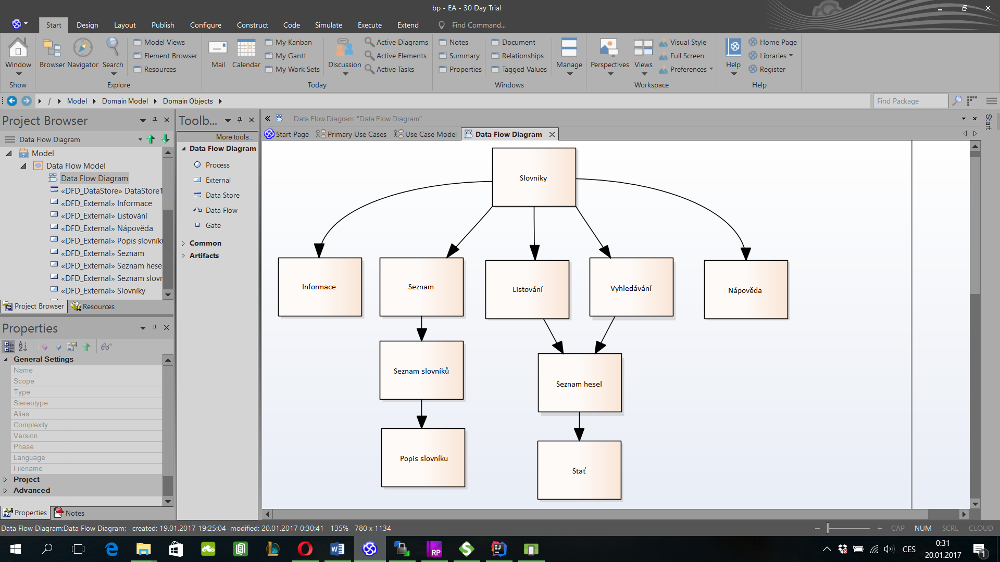 bp - EA - 30 Day Trial
Start Design Layout Publish Configure Construct Code Simulate Execute Extend Find Command...
Window Browser Navigator Search Model Views Element Browser Resources Mail Calendar My Kanban My Gantt My Work Sets Discussion Active Diagrams Active Elements Active Tasks Notes Summary Properties Document Relationships Tagged Values Manage Perspectives Views Visual Style Full Screen Preferences Help Home Page Libraries Register
Show Explore Today Windows Workspace Help
/ Model Domain Model Domain Objects Find Package
Project Browser
Data Flow Diagram
Model
Data Flow Model
Data Flow Diagram
«DFD_DataStore» DataStore1
«DFD_External» Informace
«DFD_External» Listování
«DFD_External» Nápověda
«DFD_External» Popis slovníku
«DFD_External» Seznam
«DFD_External» Seznam hese
«DFD_External» Seznam slovr
«DFD_External» Slovníky
Project Browser Resources
Properties
General Settings
Name
Scope
Type
Stereotype
Alias
Complexity
Version
Phase
Language
Filename
Project
Advanced
Properties Notes
Toolb...
More tools...
Data Flow Diagram
Process
External
Data Store
Data Flow
Gate
Common
Artifacts
Data Flow Diagram: "Data Flow Diagram"
Start Page Primary Use Cases Use Case Model Data Flow Diagram
Start
Slovníky
Informace
Seznam
Listování
Vyhledávání
Nápověda
Seznam slovníků
Seznam hesel
Popis slovníku
Stať
Data Flow Diagram:Data Flow Diagram: created: 19.01.2017 19:25:04 modified: 20.01.2017 0:30:41 135% 780 x 1134
CAP NUM SCRL CLOUD
RP
IJ
CES
0:31
20.01.2017
1